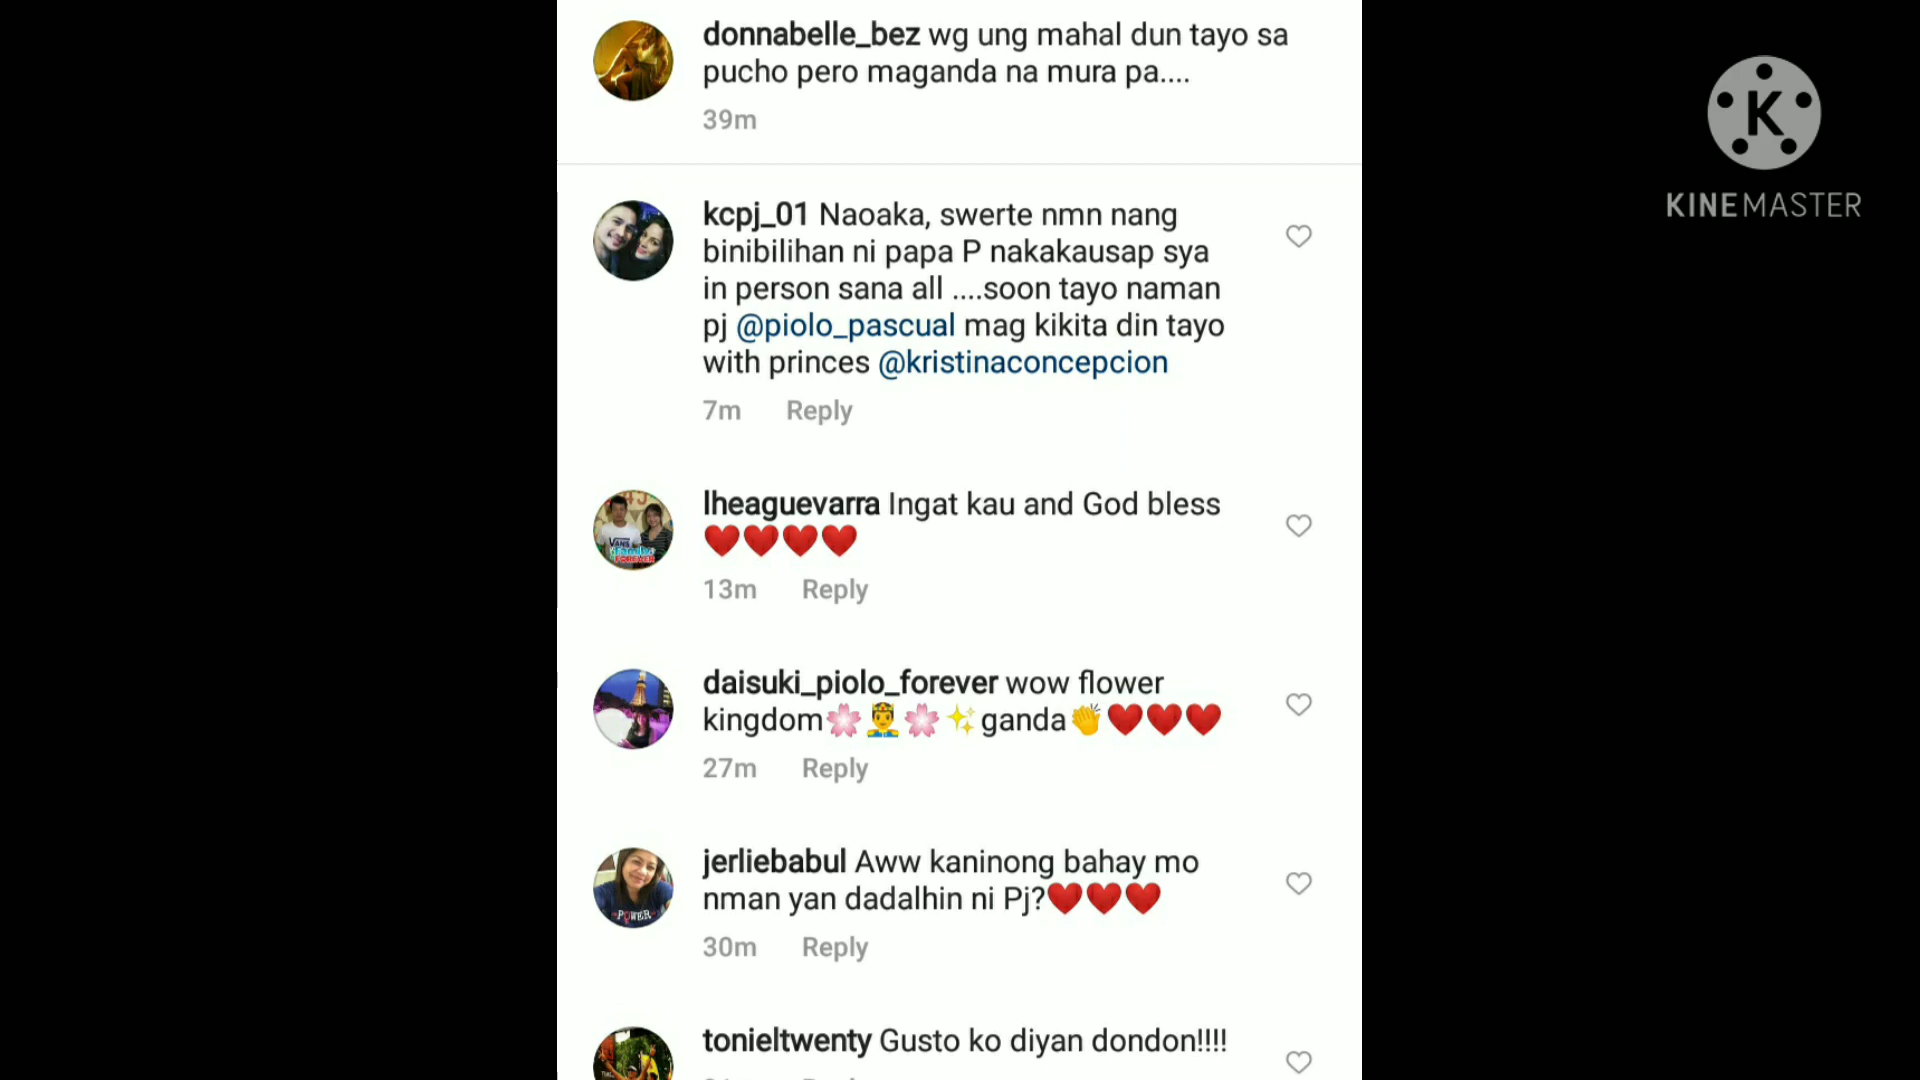 donnabelle_bez wg ung mahal dun tayo sa
pucho pero maganda na mura pa....
39m
kcpj_01 Naoaka, swerte nmn nang
binibilihan ni papa P nakakausap sya
in person sana all ....soon tayo naman
pj @piolo_pascual mag kikita din tayo
with princes @kristinaconcepcion
7m Reply
lheaguevarra Ingat kau and God bless
❤️❤️❤️❤️
13m Reply
daisuki_piolo_forever wow flower
kingdom🌸🤴🌸✨ganda👏❤️❤️❤️
27m Reply
jerliebabul Aww kaninong bahay mo
nman yan dadalhin ni Pj?❤️❤️❤️
30m Reply
tonieltwenty Gusto ko diyan dondon!!!!
K
KINEMASTER
VANS
FOREVER
POWER